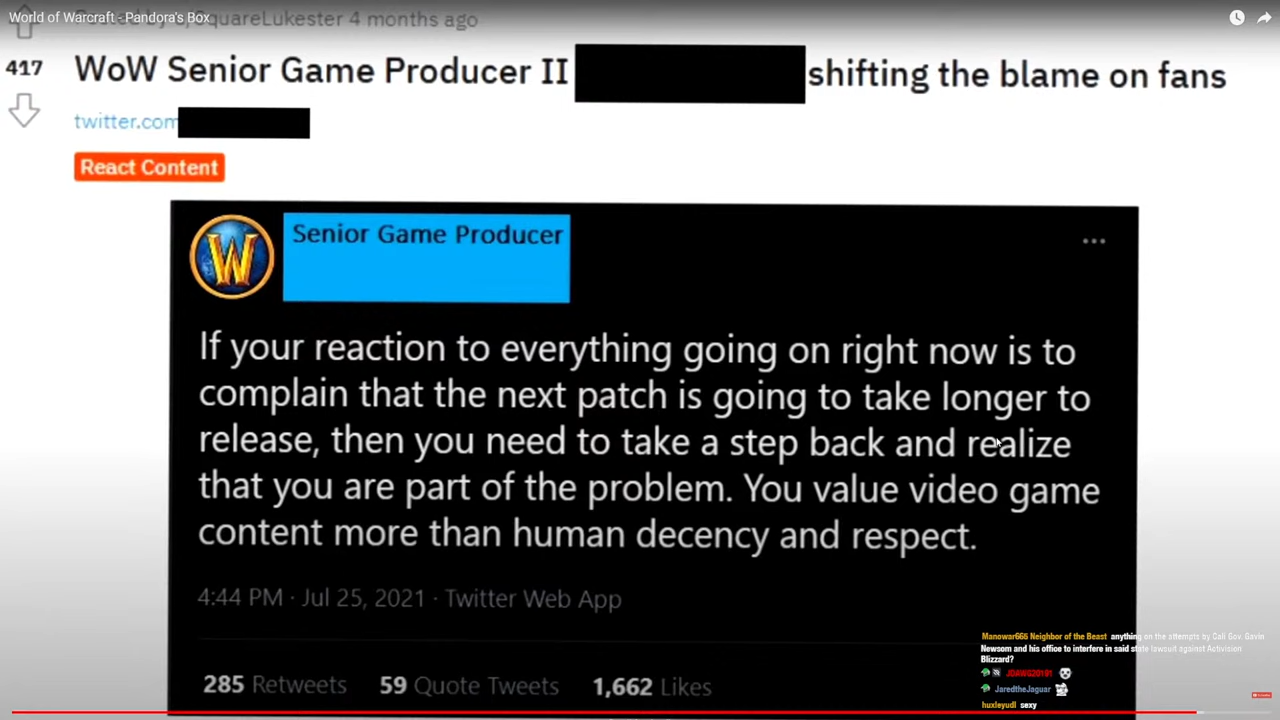 World of Warcraft - Pandora's Box
SquareLukester 4 months ago
417
WoW Senior Game Producer II shifting the blame on fans
twitter.com
React Content
W
Senior Game Producer
If your reaction to everything going on right now is to
complain that the next patch is going to take longer to
release, then you need to take a step back and realize
that you are part of the problem. You value video game
content more than human decency and respect.
4:44 PM · Jul 25, 2021 · Twitter Web App
285 Retweets 59 Quote Tweets 1,662 Likes
Manowar666 Neighbor of the Beast anything on the attempts by Cali Gov. Gavin
Newsom and his office to interfere in said state lawsuit against Activision
Blizzard?
JDAWG20191
JaredtheJaguar
huxleyudl sexy